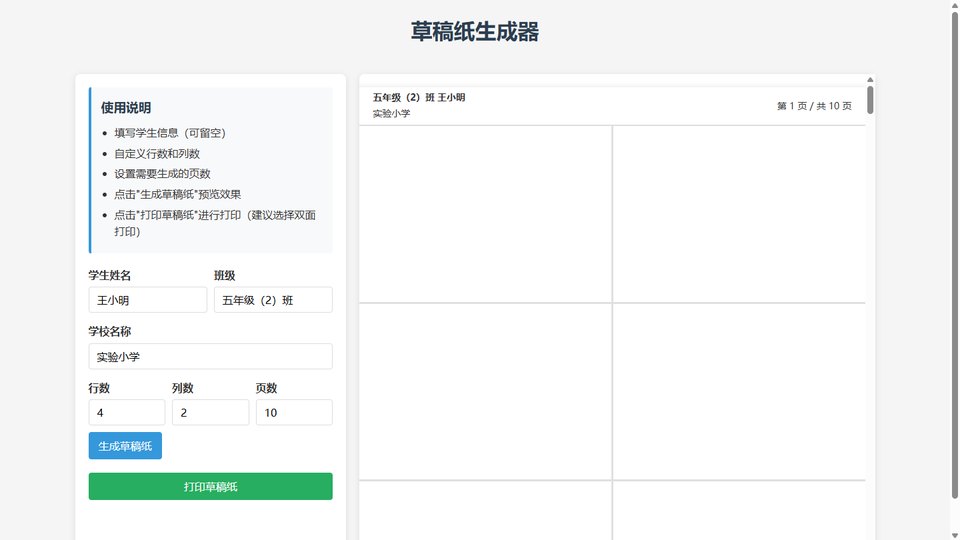 草稿纸生成器
使用说明
填写学生信息（可留空）
自定义行数和列数
设置需要生成的页数
点击"生成草稿纸"预览效果
点击"打印草稿纸"进行打印（建议选择双面
打印）
学生姓名
班级
王小明
五年级（2）班
学校名称
实验小学
行数
列数
页数
4
2
10
生成草稿纸
打印草稿纸
五年级（2）班 王小明
实验小学
第 1 页 / 共 10 页